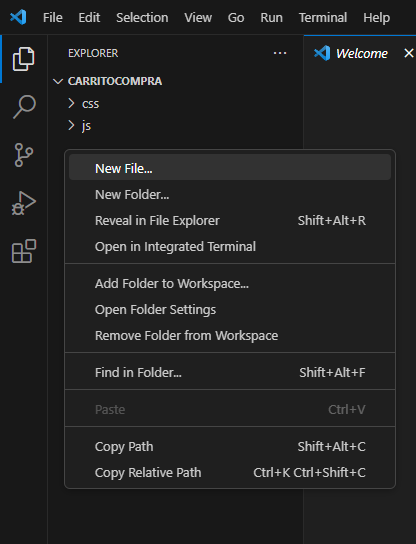 File Edit Selection View Go Run Terminal Help
EXPLORER ...
Welcome
CARRITOCOMPRA
css
js
New File...
New Folder...
Reveal in File Explorer Shift+Alt+R
Open in Integrated Terminal
Add Folder to Workspace...
Open Folder Settings
Remove Folder from Workspace
Find in Folder... Shift+Alt+F
Paste Ctrl+V
Copy Path Shift+Alt+C
Copy Relative Path Ctrl+K Ctrl+Shift+C